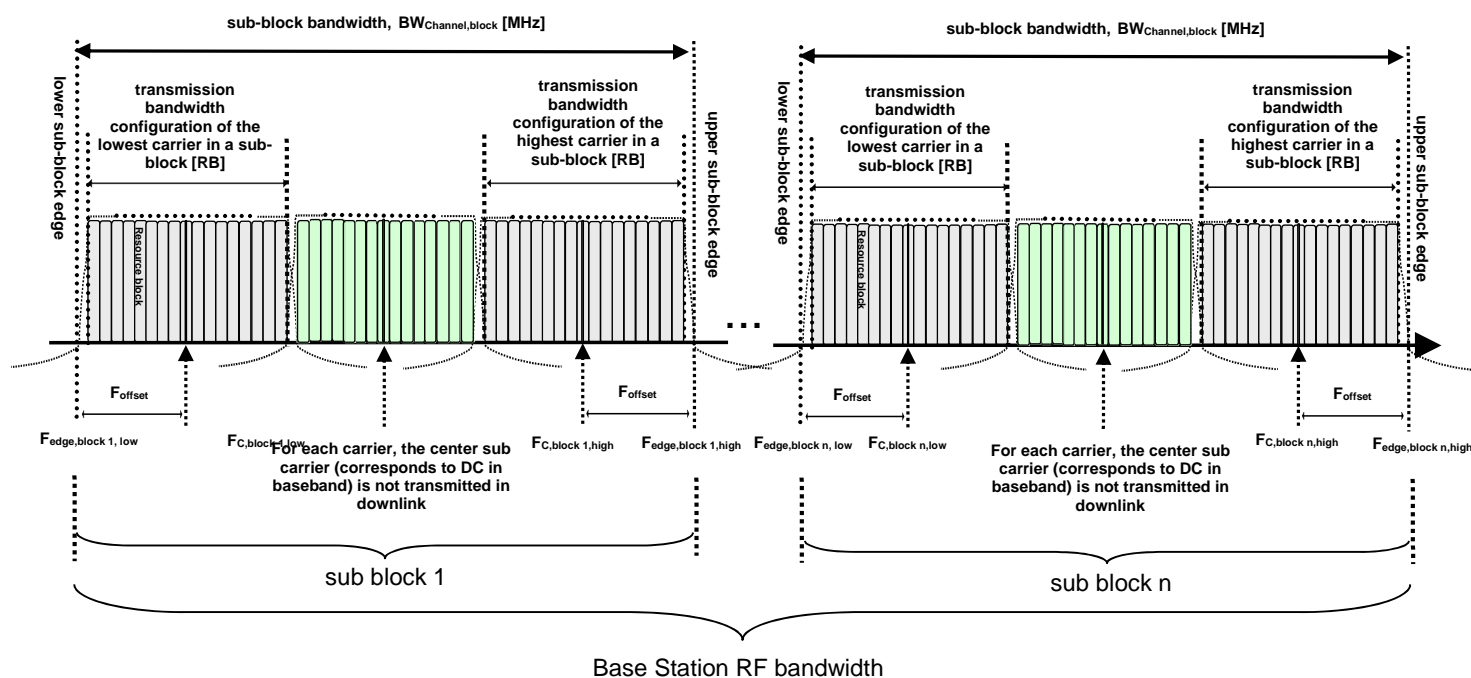 sub-block bandwidth, BWChannel,block [MHz]
lower sub-block edge
transmission
bandwidth
configuration of the
lowest carrier in a sub-
block [RB]
transmission
bandwidth
configuration of the
highest carrier in a
sub-block [RB]
upper sub-block edge
Resource block
Foffset
Foffset
Fedge,block 1, low
FC,block 1,low
FC,block 1,high
Fedge,block 1,high
For each carrier, the center sub
carrier (corresponds to DC in
baseband) is not transmitted in
downlink
sub block 1
...
sub-block bandwidth, BWChannel,block [MHz]
lower sub-block edge
transmission
bandwidth
configuration of the
lowest carrier in a
sub-block [RB]
transmission
bandwidth
configuration of the
highest carrier in a
sub-block [RB]
upper sub-block edge
Resource block
Foffset
Foffset
Fedge,block n, low
FC,block n,low
FC,block n,high
Fedge,block n,high
For each carrier, the center sub
carrier (corresponds to DC in
baseband) is not transmitted in
downlink
sub block n
Base Station RF bandwidth